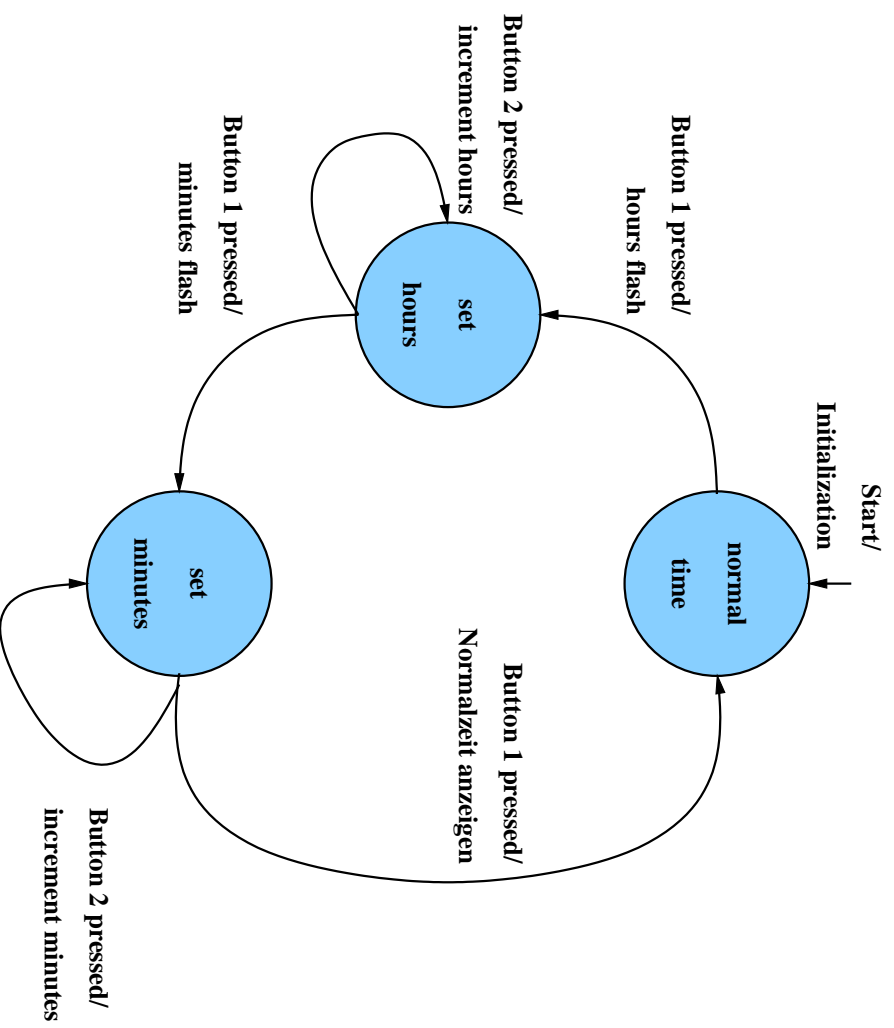 Start/
Initialization
normal
time
Button 1 pressed/
hours flash
Button 2 pressed/
increment hours
set
hours
Button 1 pressed/
Normalzeit anzeigen
Button 1 pressed/
minutes flash
set
minutes
Button 2 pressed/
increment minutes